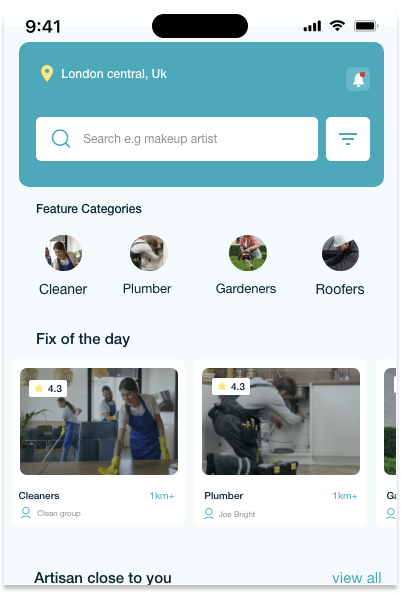 9:41
London central, Uk
Search e.g makeup artist
Feature Categories
Cleaner Plumber Gardeners Roofers
Fix of the day
4.3 4.3
Cleaners 1km+ Plumber 1km+
Clean group Joe Bright
Artisan close to you view all